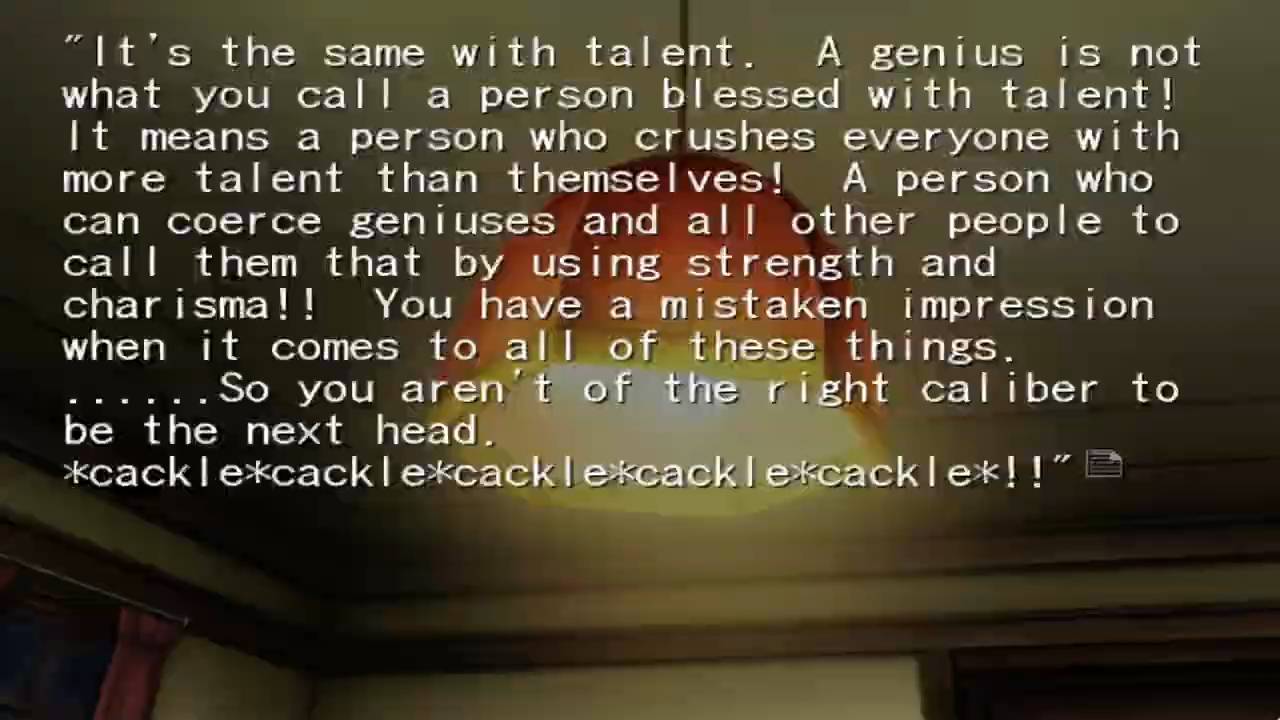 "It's the same with talent.  A genius is not
what you call a person blessed with talent!
It means a person who crushes everyone with
more talent than themselves!  A person who
can coerce geniuses and all other people to
call them that by using strength and
charisma!!  You have a mistaken impression
when it comes to all of these things.
......So you aren't of the right caliber to
be the next head.
*cackle*cackle*cackle*cackle*cackle*!!"